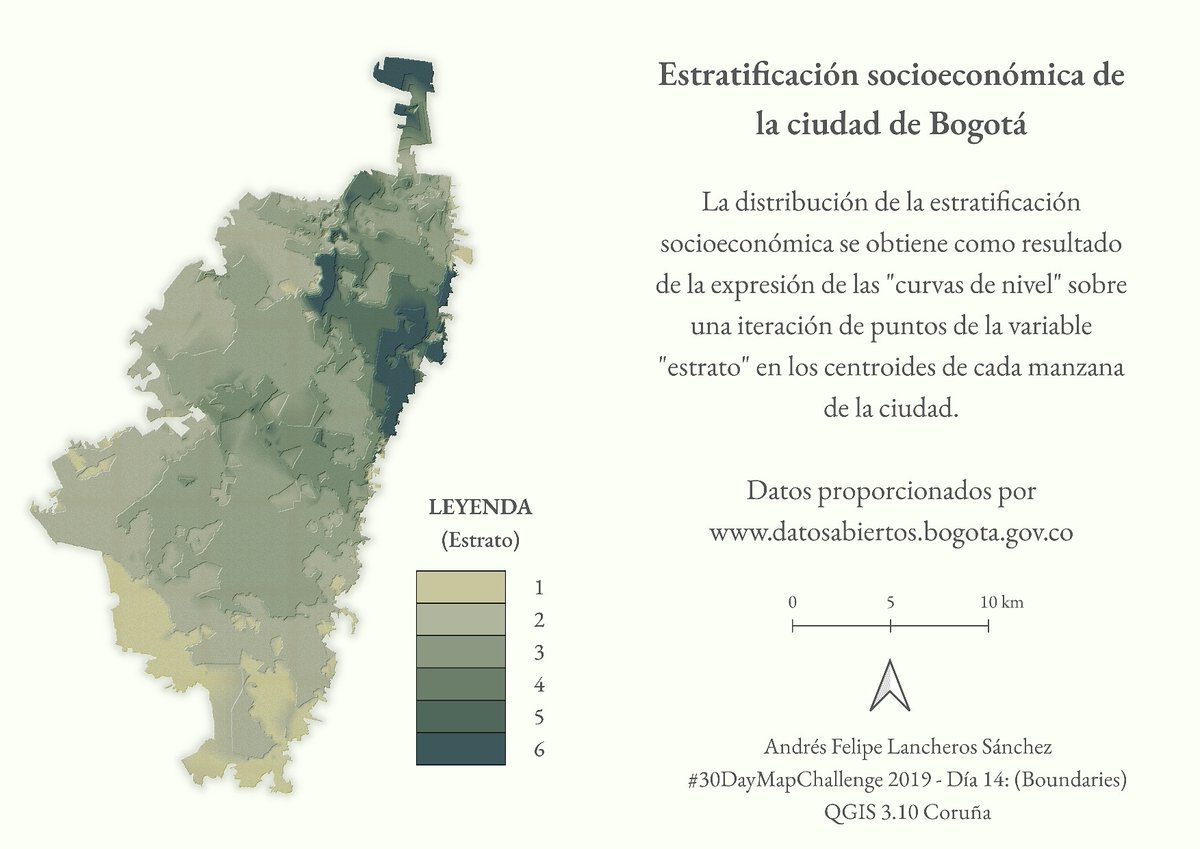 Estratificación socioeconómica de
la ciudad de Bogotá
La distribución de la estratificación
socioeconómica se obtiene como resultado
de la expresión de las "curvas de nivel" sobre
una iteración de puntos de la variable
"estrato" en los centroides de cada manzana
de la ciudad.
Datos proporcionados por
www.datosabiertos.bogota.gov.co
LEYENDA
(Estrato)
1
2
3
4
5
6
0 5 10 km
Andrés Felipe Lancheros Sánchez
#30DayMapChallenge 2019 - Día 14: (Boundaries)
QGIS 3.10 Coruña